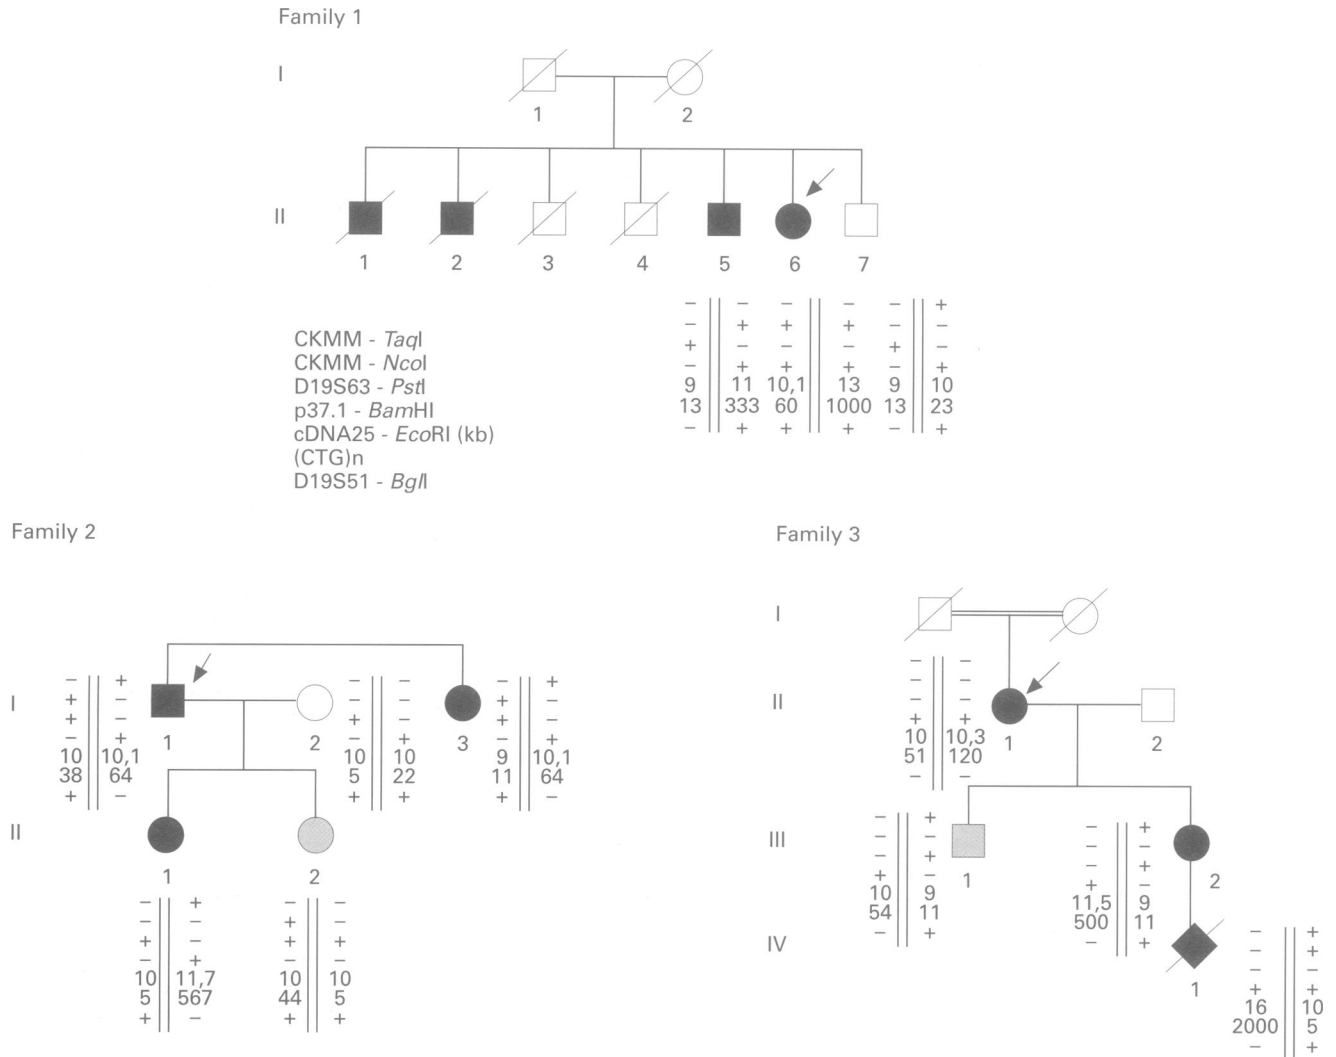 Family 1
I
1 2
II
1 2 3 4 5 6 7
− − − − − +
− + + + − −
+ − − − + −
− + + + − +
9 11 10,1 13 9 10
13 333 60 1000 13 23
− + + + − +
CKMM - TaqI
CKMM - NcoI
D19S63 - PstI
p37.1 - BamHI
cDNA25 - EcoRI (kb)
(CTG)n
D19S51 - BglI
Family 2
I
− +
+ −
+ −
− +
10 10,1
38 64
+ −
1
2
− −
− −
+ −
− +
10 10
5 22
+ +
3
− +
+ −
+ −
− +
9 10,1
11 64
+ −
II
1 2
− + − −
− − + −
+ − + +
− + − −
10 11,7 10 10
5 567 44 5
+ − + +
Family 3
I
II
− −
− −
− −
+ +
10 10,3
51 120
− −
1 2
III
− +
− −
− +
+ −
10 9
54 11
− +
1
− +
− −
− +
+ −
11,5 9
500 11
− +
2
IV
1
− +
− +
− −
+ +
16 10
2000 5
− +